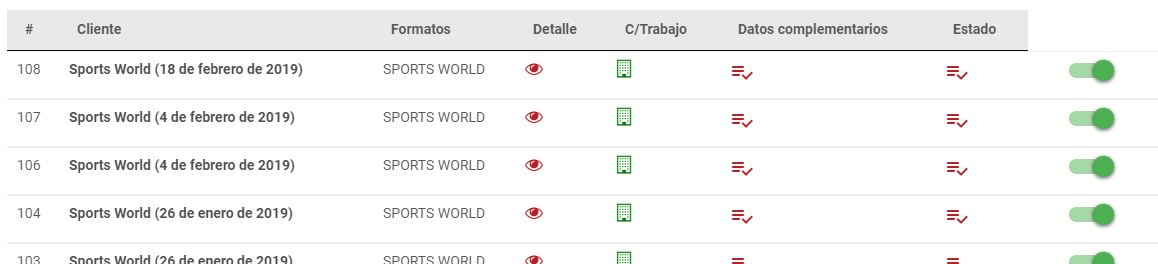 # Cliente Formatos Detalle C/Trabajo Datos complementarios Estado
108 Sports World (18 de febrero de 2019) SPORTS WORLD
107 Sports World (4 de febrero de 2019) SPORTS WORLD
106 Sports World (4 de febrero de 2019) SPORTS WORLD
104 Sports World (26 de enero de 2019) SPORTS WORLD
103 Sports World (26 de enero de 2019) SPORTS WORLD